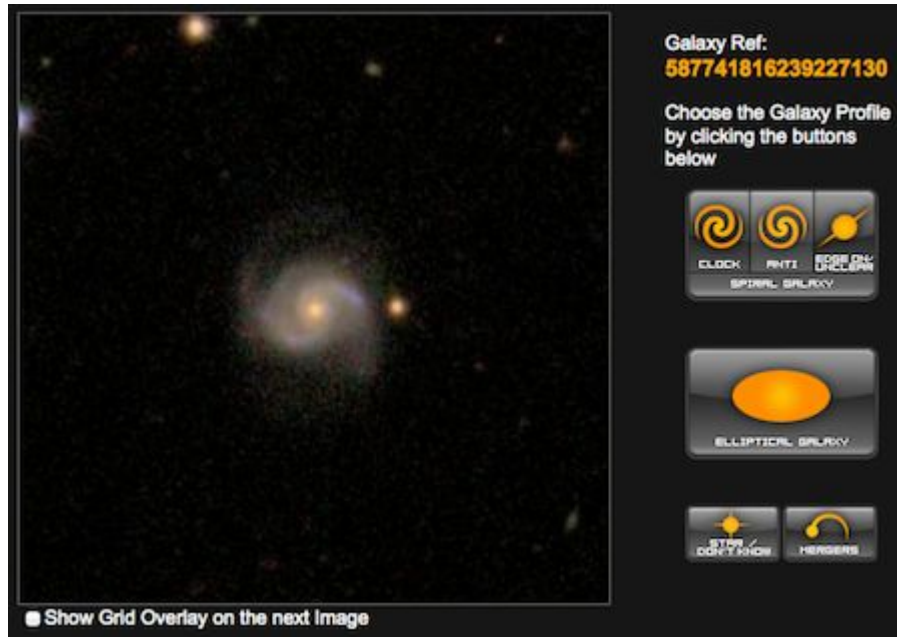 Galaxy Ref:
587741816239227130
Choose the Galaxy Profile
by clicking the buttons
below
CLOCK
ANTI
EDGE ON/
UNCLEAR
SPIRAL GALAXY
ELLIPTICAL GALAXY
STAR /
DON'T KNOW
MERGERS
Show Grid Overlay on the next Image